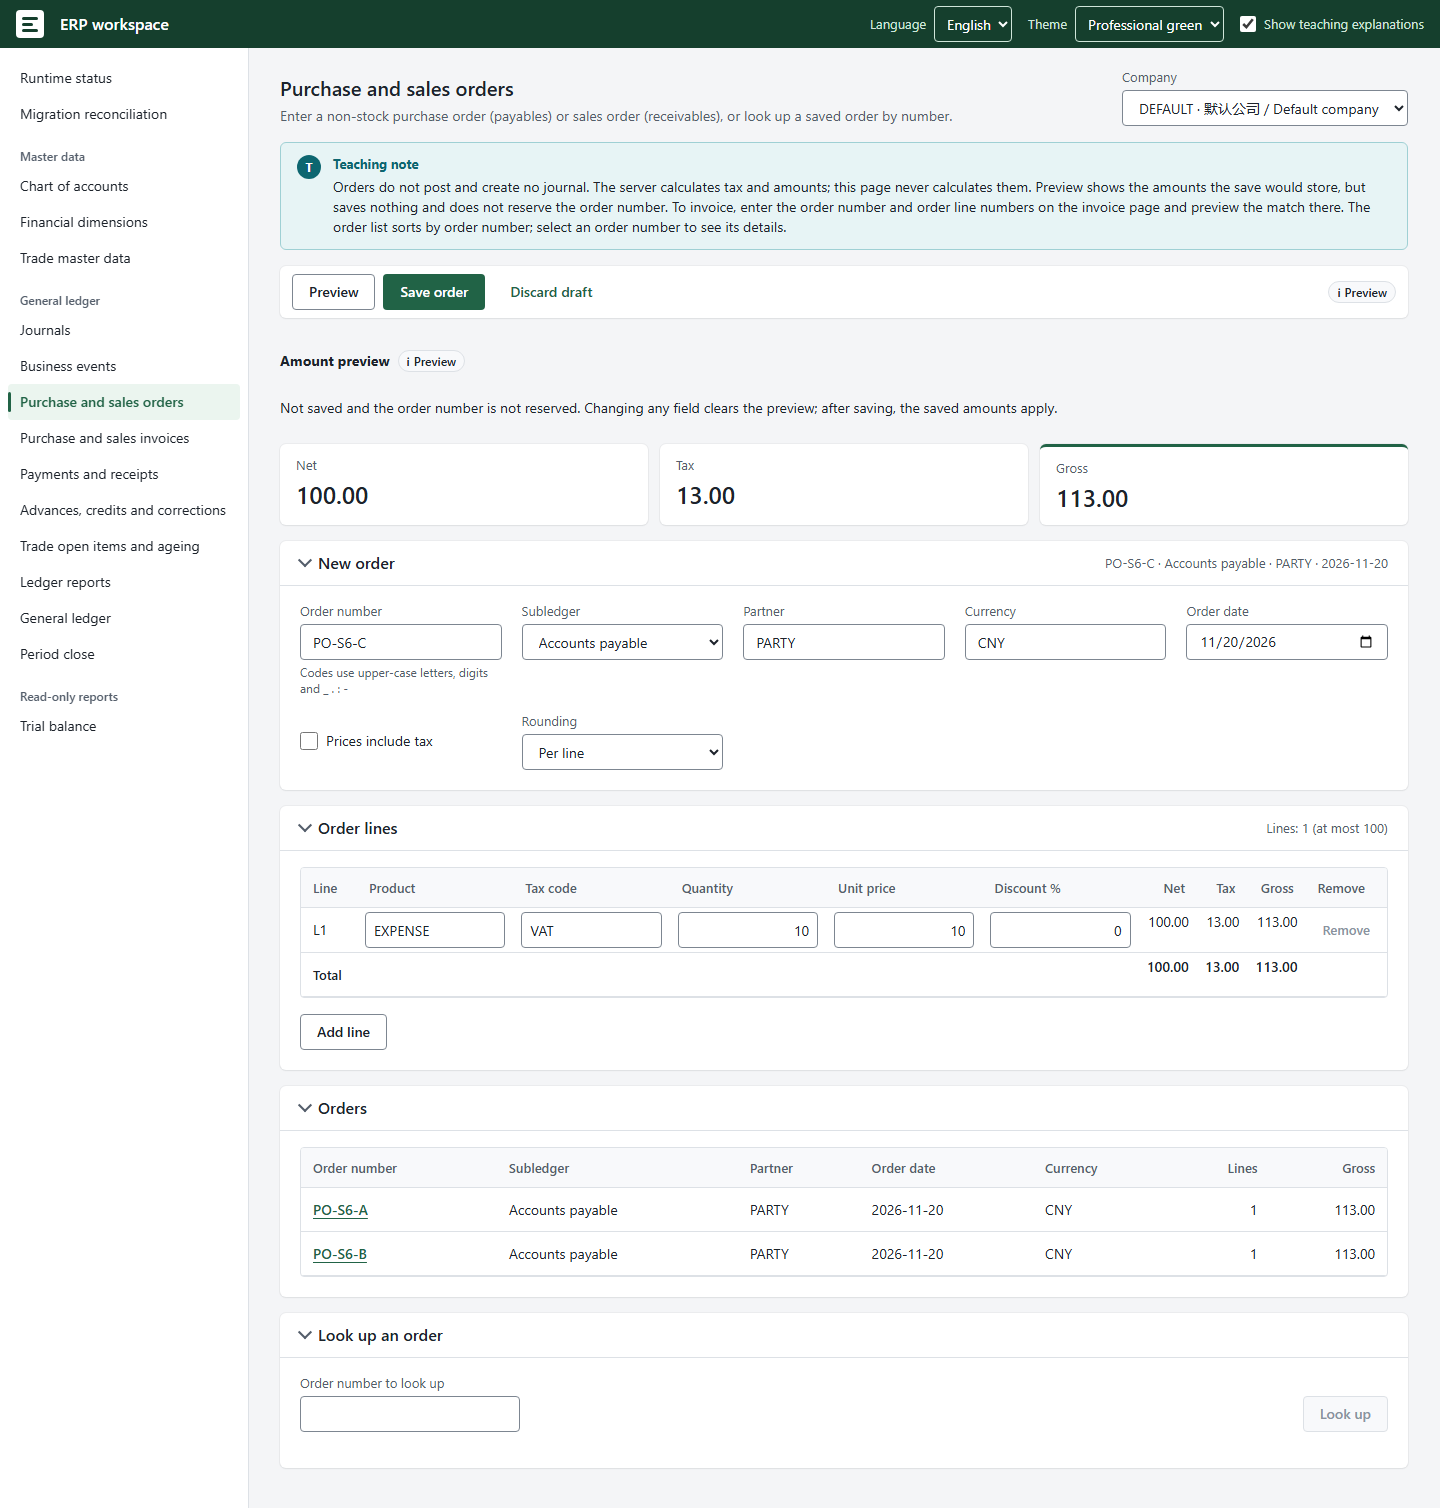 ERP workspace
Language English Theme Professional green Show teaching explanations
Runtime status
Migration reconciliation
Master data
Chart of accounts
Financial dimensions
Trade master data
General ledger
Journals
Business events
Purchase and sales orders
Purchase and sales invoices
Payments and receipts
Advances, credits and corrections
Trade open items and ageing
Ledger reports
General ledger
Period close
Read-only reports
Trial balance
Purchase and sales orders
Enter a non-stock purchase order (payables) or sales order (receivables), or look up a saved order by number.
Company
DEFAULT · 默认公司 / Default company
T
Teaching note
Orders do not post and create no journal. The server calculates tax and amounts; this page never calculates them. Preview shows the amounts the save would store, but
saves nothing and does not reserve the order number. To invoice, enter the order number and order line numbers on the invoice page and preview the match there. The
order list sorts by order number; select an order number to see its details.
Preview Save order Discard draft i Preview
Amount preview i Preview
Not saved and the order number is not reserved. Changing any field clears the preview; after saving, the saved amounts apply.
Net
100.00
Tax
13.00
Gross
113.00
New order PO-S6-C · Accounts payable · PARTY · 2026-11-20
Order number Subledger Partner Currency Order date
PO-S6-C Accounts payable PARTY CNY 11/20/2026
Codes use upper-case letters, digits
and _ . : -
Rounding
Prices include tax Per line
Order lines Lines: 1 (at most 100)
Line Product Tax code Quantity Unit price Discount % Net Tax Gross Remove
L1 EXPENSE VAT 10 10 0 100.00 13.00 113.00 Remove
Total 100.00 13.00 113.00
Add line
Orders
Order number Subledger Partner Order date Currency Lines Gross
PO-S6-A Accounts payable PARTY 2026-11-20 CNY 1 113.00
PO-S6-B Accounts payable PARTY 2026-11-20 CNY 1 113.00
Look up an order
Order number to look up
Look up